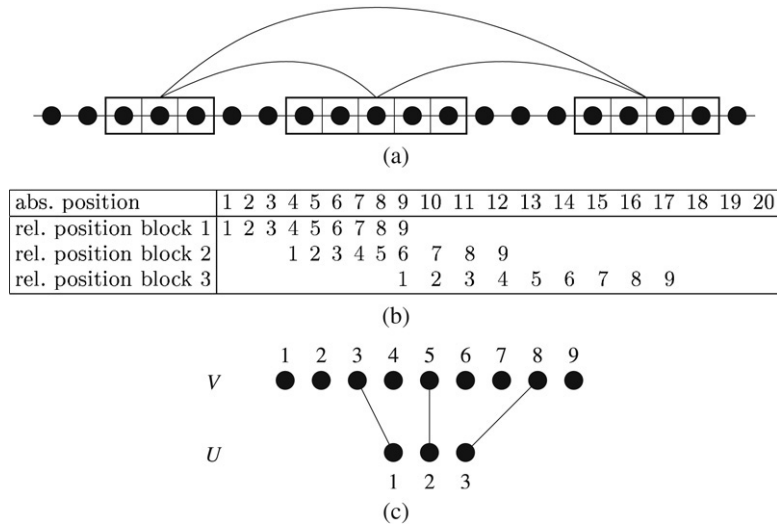 (a)
abs. position 1 2 3 4 5 6 7 8 9 10 11 12 13 14 15 16 17 18 19 20
rel. position block 1 1 2 3 4 5 6 7 8 9
rel. position block 2 1 2 3 4 5 6 7 8 9
rel. position block 3 1 2 3 4 5 6 7 8 9
(b)
1 2 3 4 5 6 7 8 9
V
U
1 2 3
(c)